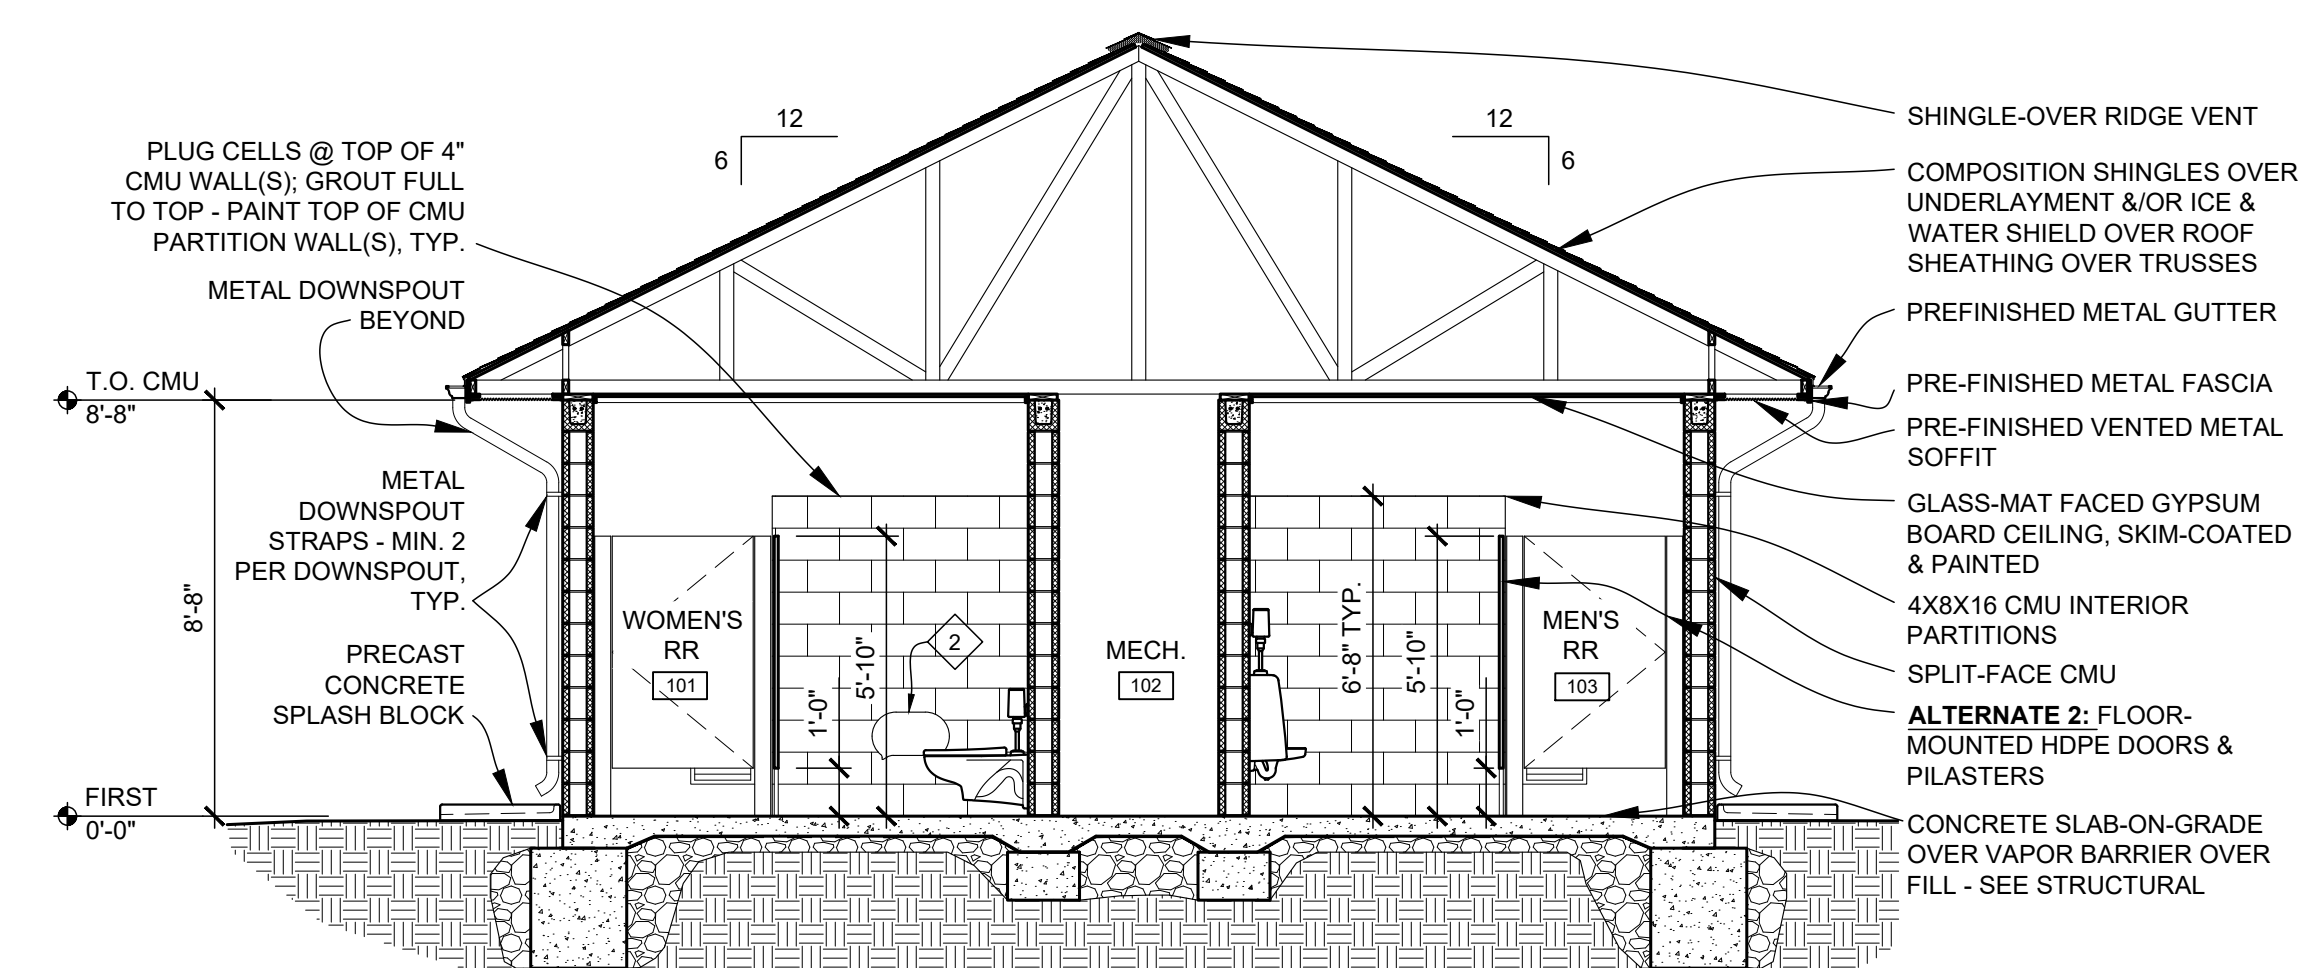 12
6
12
6
PLUG CELLS @ TOP OF 4"
CMU WALL(S); GROUT FULL
TO TOP - PAINT TOP OF CMU
PARTITION WALL(S), TYP.
METAL DOWNSPOUT
BEYOND
T.O. CMU
8'-8"
METAL
DOWNSPOUT
STRAPS - MIN. 2
PER DOWNSPOUT,
TYP.
8'-8"
PRECAST
CONCRETE
SPLASH BLOCK
FIRST
0'-0"
WOMEN'S
RR
101
1'-0"
5'-10"
2
MECH.
102
6'-8" TYP.
5'-10"
1'-0"
MEN'S
RR
103
SHINGLE-OVER RIDGE VENT
COMPOSITION SHINGLES OVER
UNDERLAYMENT &/OR ICE &
WATER SHIELD OVER ROOF
SHEATHING OVER TRUSSES
PREFINISHED METAL GUTTER
PRE-FINISHED METAL FASCIA
PRE-FINISHED VENTED METAL
SOFFIT
GLASS-MAT FACED GYPSUM
BOARD CEILING, SKIM-COATED
& PAINTED
4X8X16 CMU INTERIOR
PARTITIONS
SPLIT-FACE CMU
ALTERNATE 2: FLOOR-
MOUNTED HDPE DOORS &
PILASTERS
CONCRETE SLAB-ON-GRADE
OVER VAPOR BARRIER OVER
FILL - SEE STRUCTURAL